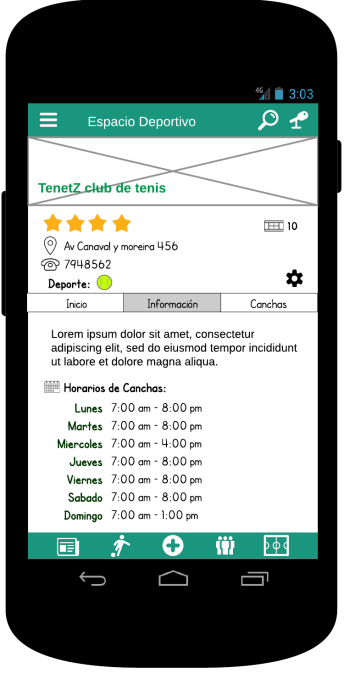 4G 3:03
Espacio Deportivo
TenetZ club de tenis
10
Av Canaval y moreira 456
7948562
Deporte:
Inicio Información Canchas
Lorem ipsum dolor sit amet, consectetur
adipiscing elit, sed do eiusmod tempor incididunt
ut labore et dolore magna aliqua.
Horarios de Canchas:
Lunes 7:00 am - 8:00 pm
Martes 7:00 am - 8:00 pm
Miercoles 7:00 am - 4:00 pm
Jueves 7:00 am - 8:00 pm
Viernes 7:00 am - 8:00 pm
Sabado 7:00 am - 8:00 pm
Domingo 7:00 am - 1:00 pm